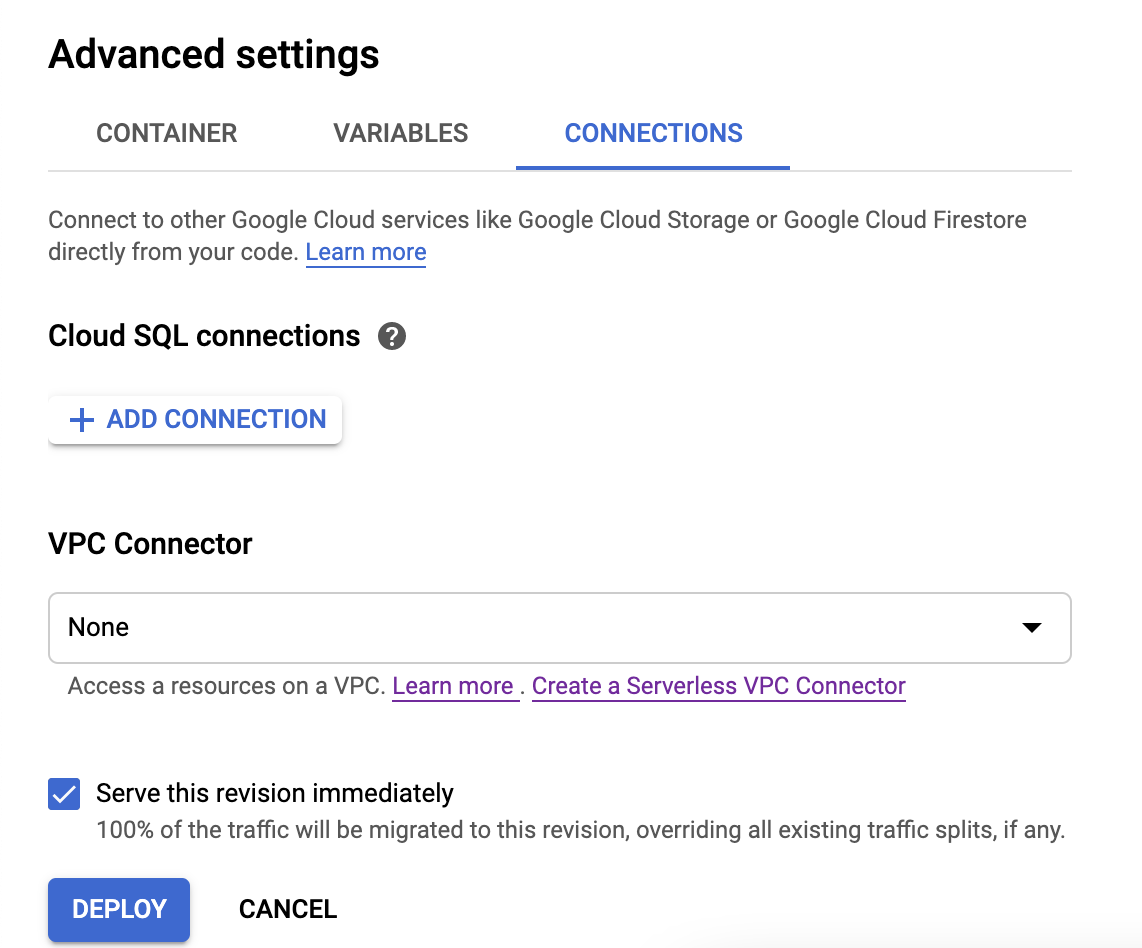 Advanced settings
CONTAINER VARIABLES CONNECTIONS
Connect to other Google Cloud services like Google Cloud Storage or Google Cloud Firestore
directly from your code. Learn more
Cloud SQL connections ?
+ ADD CONNECTION
VPC Connector
None
Access a resources on a VPC. Learn more . Create a Serverless VPC Connector
Serve this revision immediately
100% of the traffic will be migrated to this revision, overriding all existing traffic splits, if any.
DEPLOY CANCEL